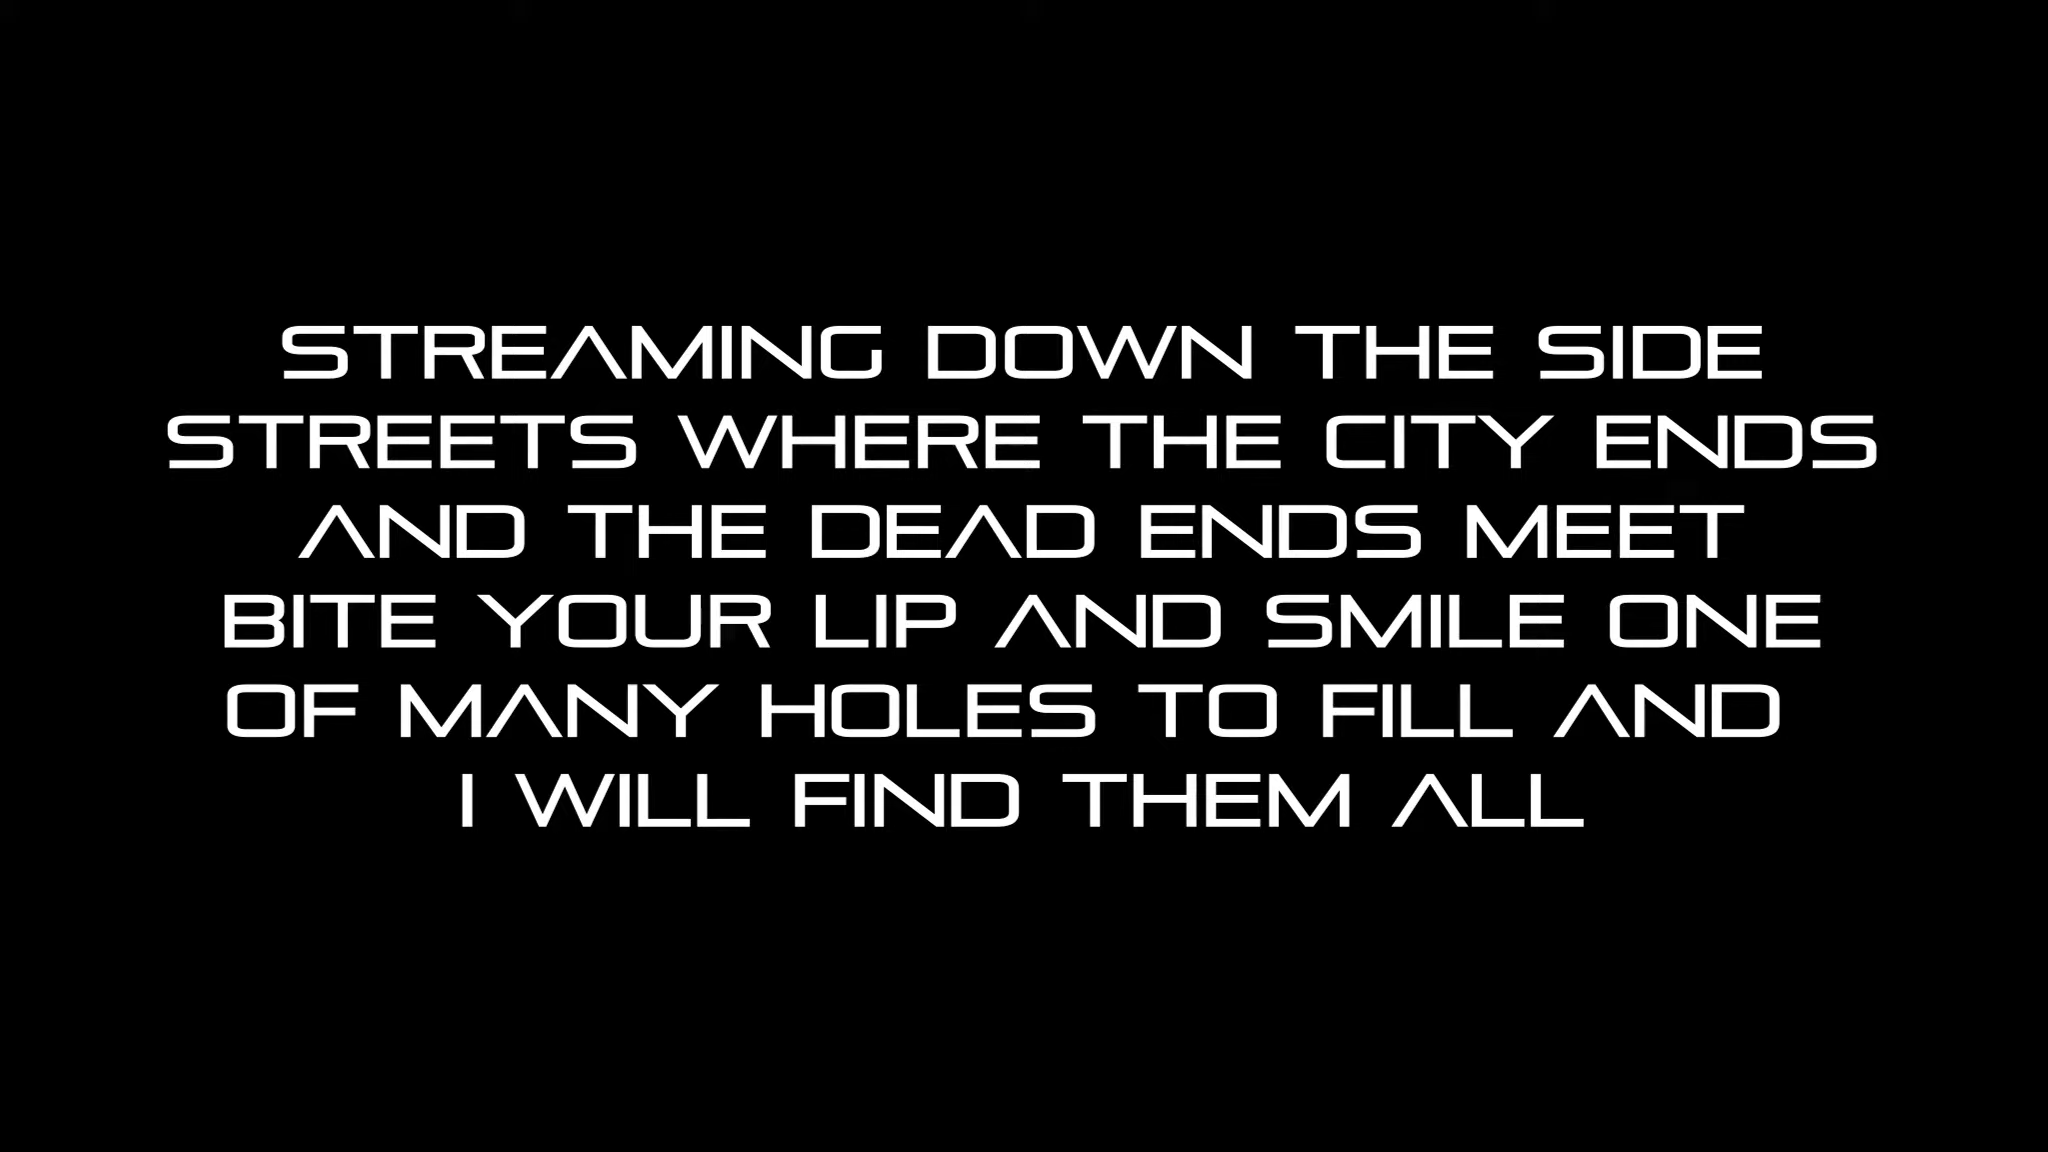 STREAMING DOWN THE SIDE
STREETS WHERE THE CITY ENDS
AND THE DEAD ENDS MEET
BITE YOUR LIP AND SMILE ONE
OF MANY HOLES TO FILL AND
I WILL FIND THEM ALL